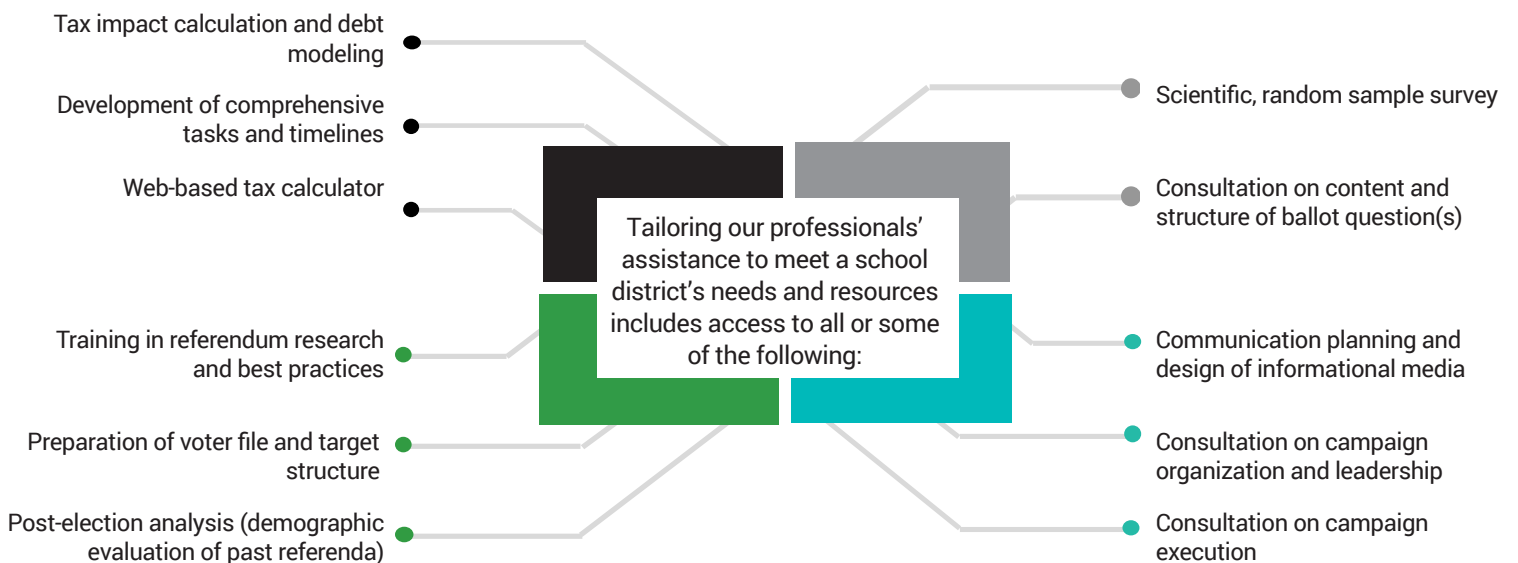 Tax impact calculation and debt
modeling
Development of comprehensive
tasks and timelines
Web-based tax calculator
Training in referendum research
and best practices
Preparation of voter file and target
structure
Post-election analysis (demographic
evaluation of past referenda)
Tailoring our professionals’
assistance to meet a school
district’s needs and resources
includes access to all or some
of the following:
Scientific, random sample survey
Consultation on content and
structure of ballot question(s)
Communication planning and
design of informational media
Consultation on campaign
organization and leadership
Consultation on campaign
execution